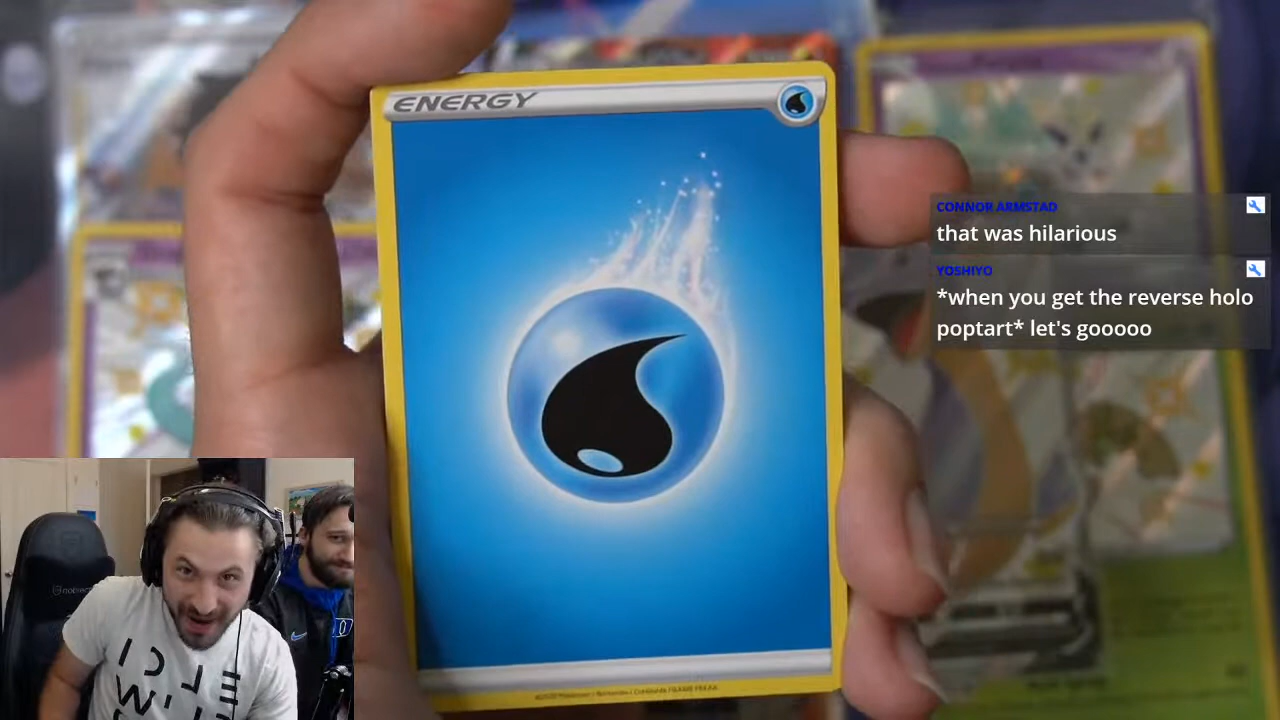 ENERGY
CONNOR ARMSTAD
that was hilarious
YOSHIYO
*when you get the reverse holo
poptart* let's gooooo